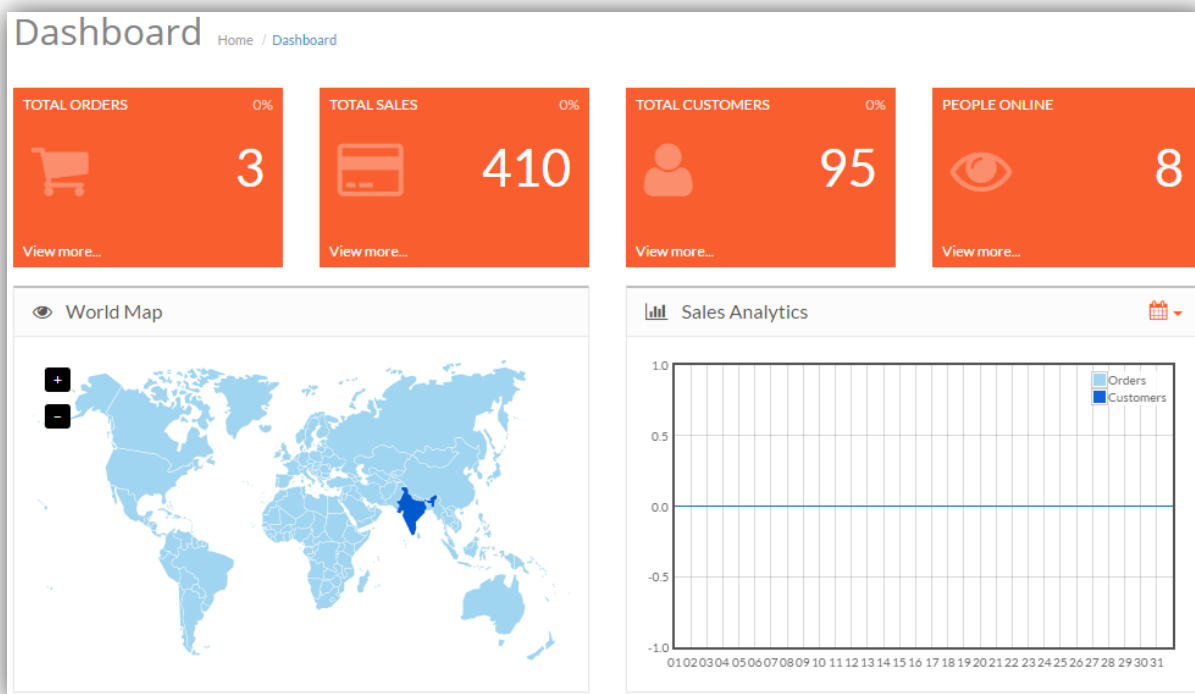 Dashboard Home / Dashboard
TOTAL ORDERS 0%
3
View more...
TOTAL SALES 0%
410
View more...
TOTAL CUSTOMERS 0%
95
View more...
PEOPLE ONLINE
8
View more...
World Map
+
-
Sales Analytics
Orders
Customers
1.0
0.5
0.0
-0.5
-1.0
01 02 03 04 05 06 07 08 09 10 11 12 13 14 15 16 17 18 19 20 21 22 23 24 25 26 27 28 29 30 31